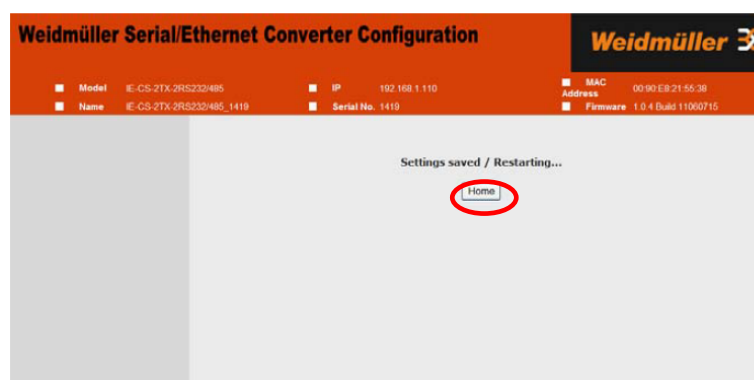 Weidmüller Serial/Ethernet Converter Configuration
Weidmüller
Model IE-CS-2TX-2RS232/485
IP 192.168.1.110
MAC Address 00:90:E8:21:55:38
Name IE-CS-2TX-2RS232/485_1419
Serial No. 1419
Firmware 1.0.4 Build 11060715
Settings saved / Restarting...
Home